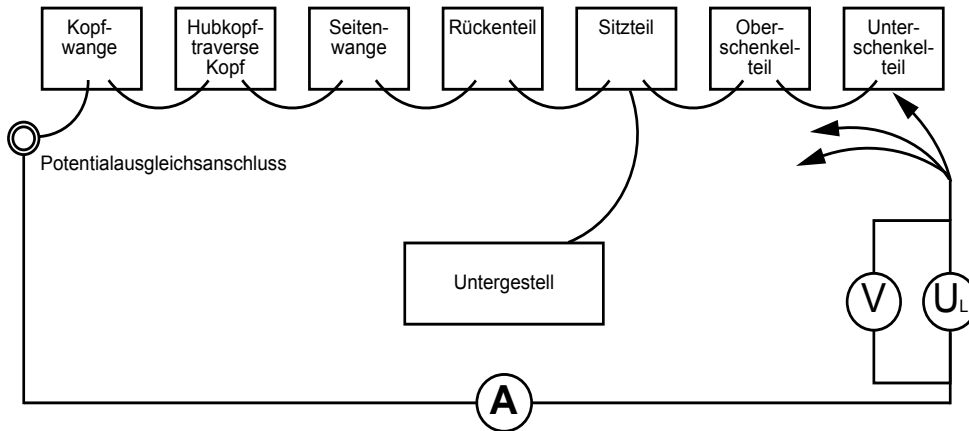 Kopf-
wange
Hubkopf-
traverse
Kopf
Seiten-
wange
Rückenteil
Sitzteil
Ober-
schenkel-
teil
Unter-
schenkel-
teil
Potentialausgleichsanschluss
Untergestell
V
UL
A